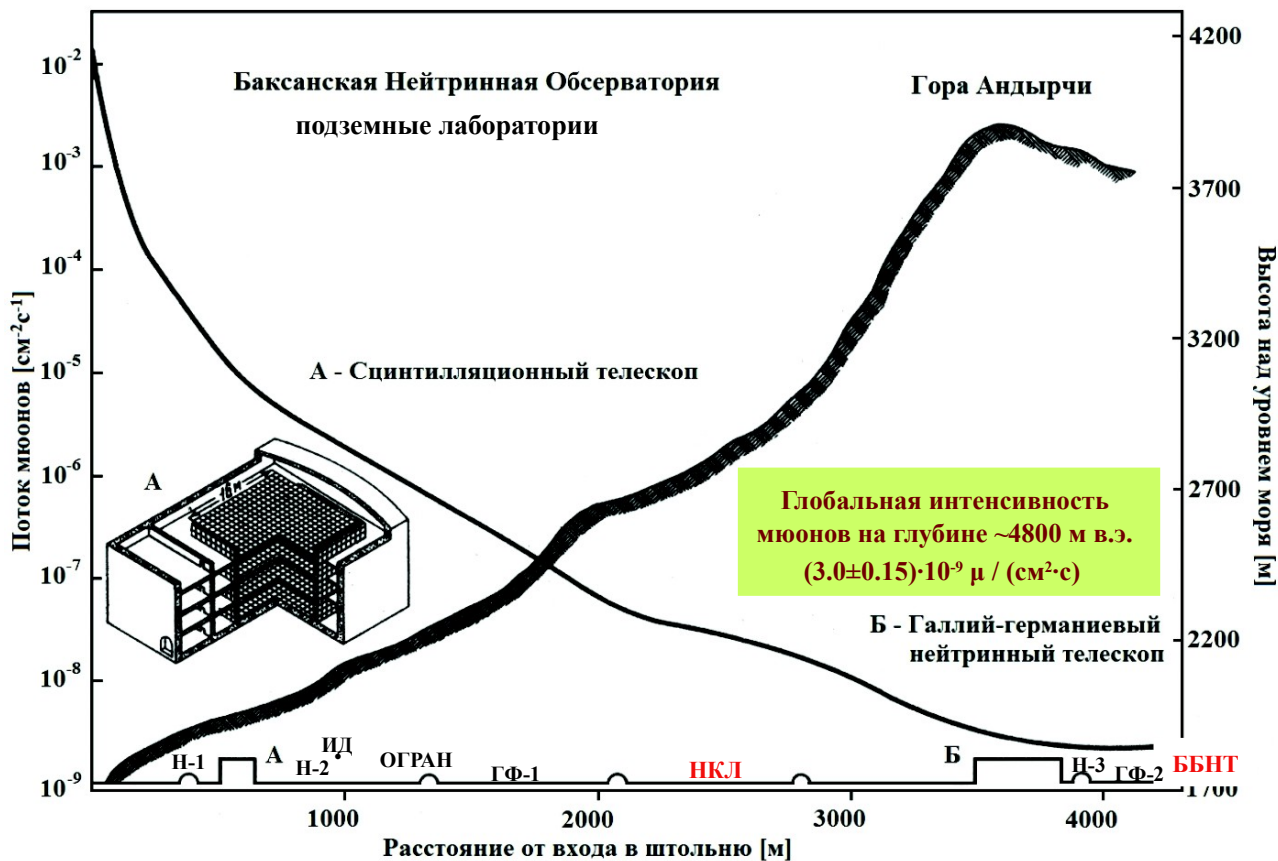 Баксанская Нейтринная Обсерватория
подземные лаборатории
Гора Андырчи
А - Сцинтилляционный телескоп
А
16 м
Глобальная интенсивность
мюонов на глубине ~4800 м в.э.
(3.0±0.15)·10⁻⁹ μ / (см²·с)
Б - Галлий-германиевый
нейтринный телескоп
Поток мюонов [см⁻²с⁻¹]
10⁻²
10⁻³
10⁻⁴
10⁻⁵
10⁻⁶
10⁻⁷
10⁻⁸
10⁻⁹
Высота над уровнем моря [м]
4200
3700
3200
2700
2200
1700
Н-1
А
Н-2
ИД
ОГРАН
ГФ-1
НКЛ
Б
Н-3
ГФ-2
ББНТ
1000
2000
3000
4000
Расстояние от входа в штольню [м]